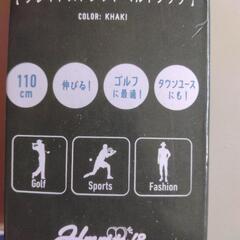 COLOR: KHAKI
110 cm
伸びる!
ゴルフに最適!
タウンユースにも!
Golf
Sports
Fashion